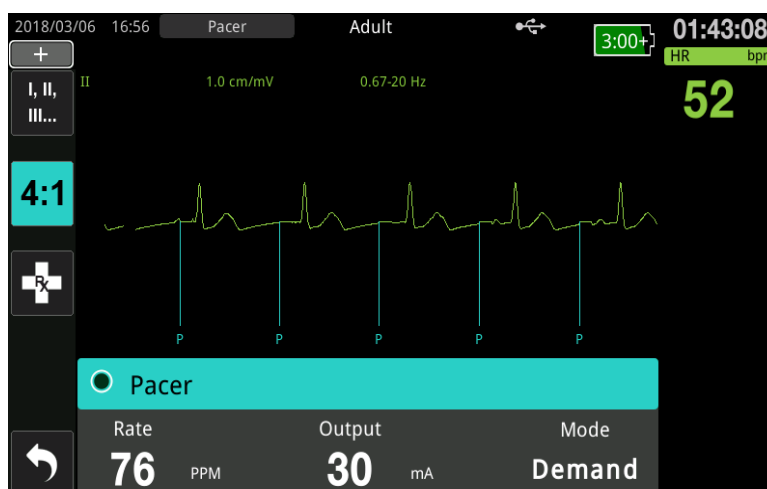 2018/03/06 16:56 Pacer Adult 3:00+ 01:43:08
+
HR bpm
I, II,
III...
II 1.0 cm/mV 0.67-20 Hz
52
4:1
Rx
P P P P P
Pacer
Rate Output Mode
76 PPM 30 mA Demand